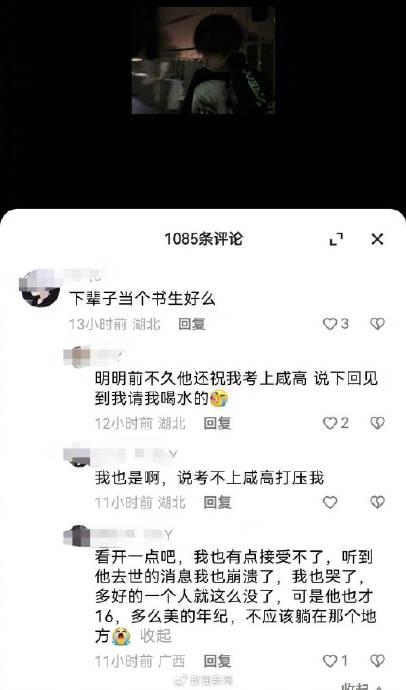 1085条评论
下辈子当个书生好么
13小时前 湖北 回复
3
明明前不久他还祝我考上咸高 说下回见
到我请我喝水的
12小时前 湖北 回复
2
我也是啊，说考不上咸高打压我
11小时前 湖北 回复
看开一点吧，我也有点接受不了，听到
他去世的消息我也崩溃了，我也哭了，
多好的一个人就这么没了，可是他也才
16，多么美的年纪，不应该躺在那个地
方 收起
11小时前 广西 回复
1
收起